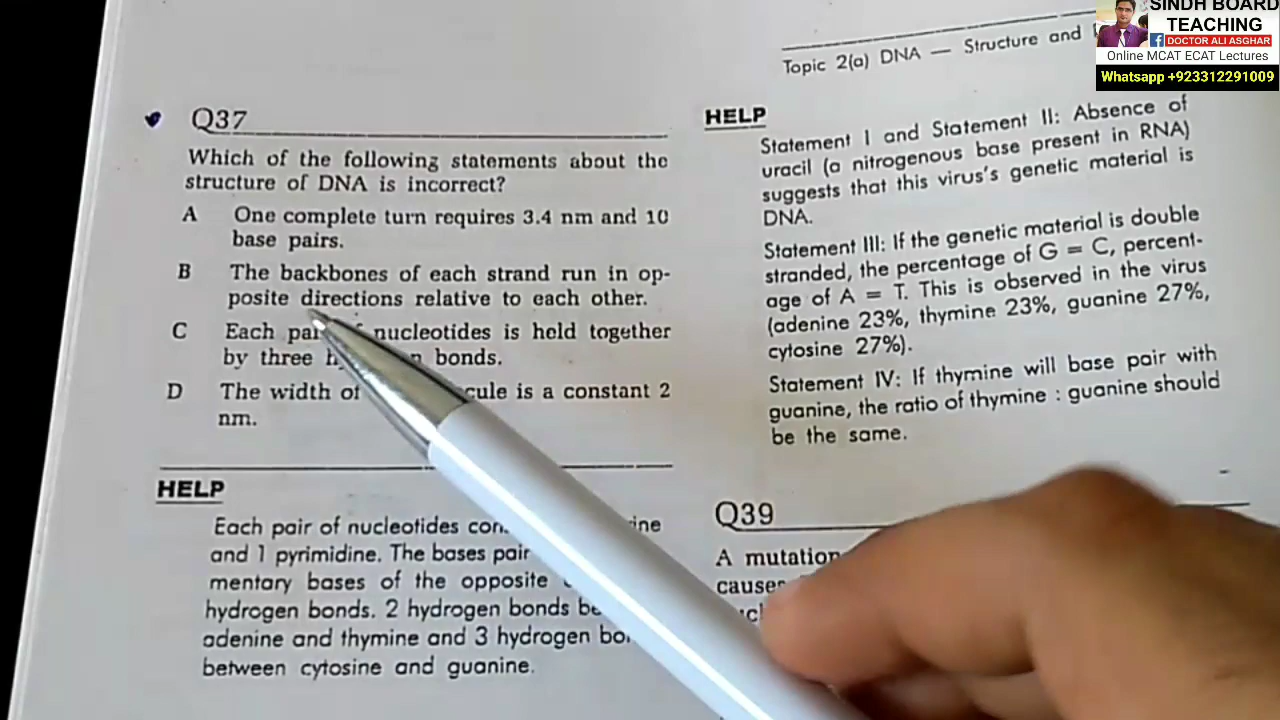 SINDH BOARD
TEACHING
DOCTOR ALI ASGHAR
Online MCAT ECAT Lectures
Whatsapp +923312291009
Topic 2(a) DNA — Structure and
Q37
Which of the following statements about the
structure of DNA is incorrect?
A One complete turn requires 3.4 nm and 10
base pairs.
B The backbones of each strand run in op-
posite directions relative to each other.
C Each nucleotides is held together
by three bonds.
D The width of is a constant 2
nm.
HELP
Each pair of nucleotides
and 1 pyrimidine. The bases pair
mentary bases of the opposite
hydrogen bonds. 2 hydrogen bonds
adenine and thymine and 3 hydrogen
between cytosine and guanine.
HELP
Statement I and Statement II: Absence of
uracil (a nitrogenous base present in RNA)
suggests that this virus's genetic material is
DNA.
Statement III: If the genetic material is double
stranded, the percentage of G = C, percent-
age of A = T. This is observed in the virus
(adenine 23%, thymine 23%, guanine 27%,
cytosine 27%).
Statement IV: If thymine will base pair with
guanine, the ratio of thymine : guanine should
be the same.
Q39
A mutation
causes